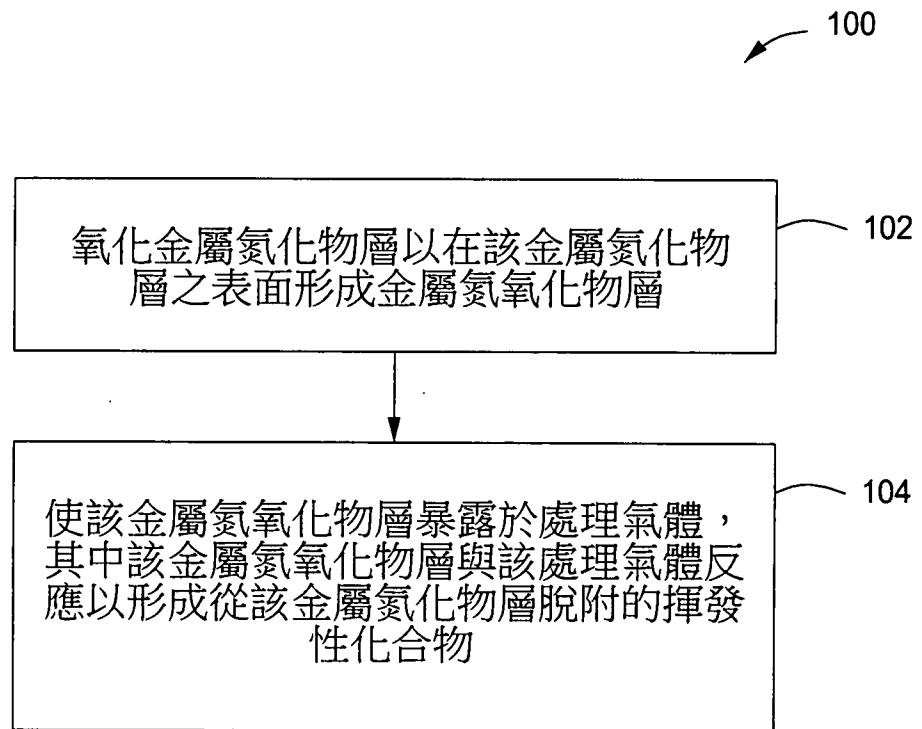 100
氧化金屬氮化物層以在該金屬氮化物
層之表面形成金屬氮氧化物層
102
使該金屬氮氧化物層暴露於處理氣體，
其中該金屬氮氧化物層與該處理氣體反
應以形成從該金屬氮化物層脫附的揮發
性化合物
104